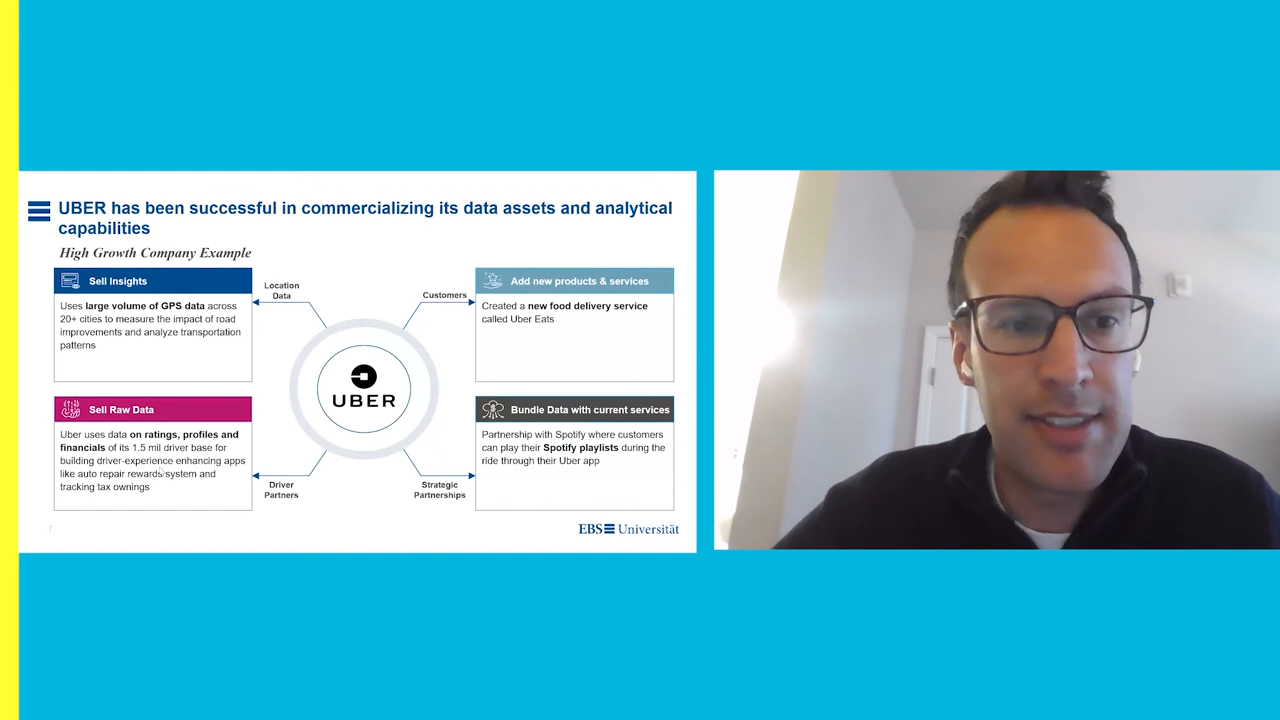 UBER has been successful in commercializing its data assets and analytical
capabilities
High Growth Company Example
Sell Insights
Uses large volume of GPS data across
20+ cities to measure the impact of road
improvements and analyze transportation
patterns
Location
Data
Customers
Add new products & services
Created a new food delivery service
called Uber Eats
UBER
Sell Raw Data
Uber uses data on ratings, profiles and
financials of its 1.5 mil driver base for
building driver-experience enhancing apps
like auto repair rewards system and
tracking tax ownings
Driver
Partners
Strategic
Partnerships
Bundle Data with current services
Partnership with Spotify where customers
can play their Spotify playlists during the
ride through their Uber app
7
EBS Universität